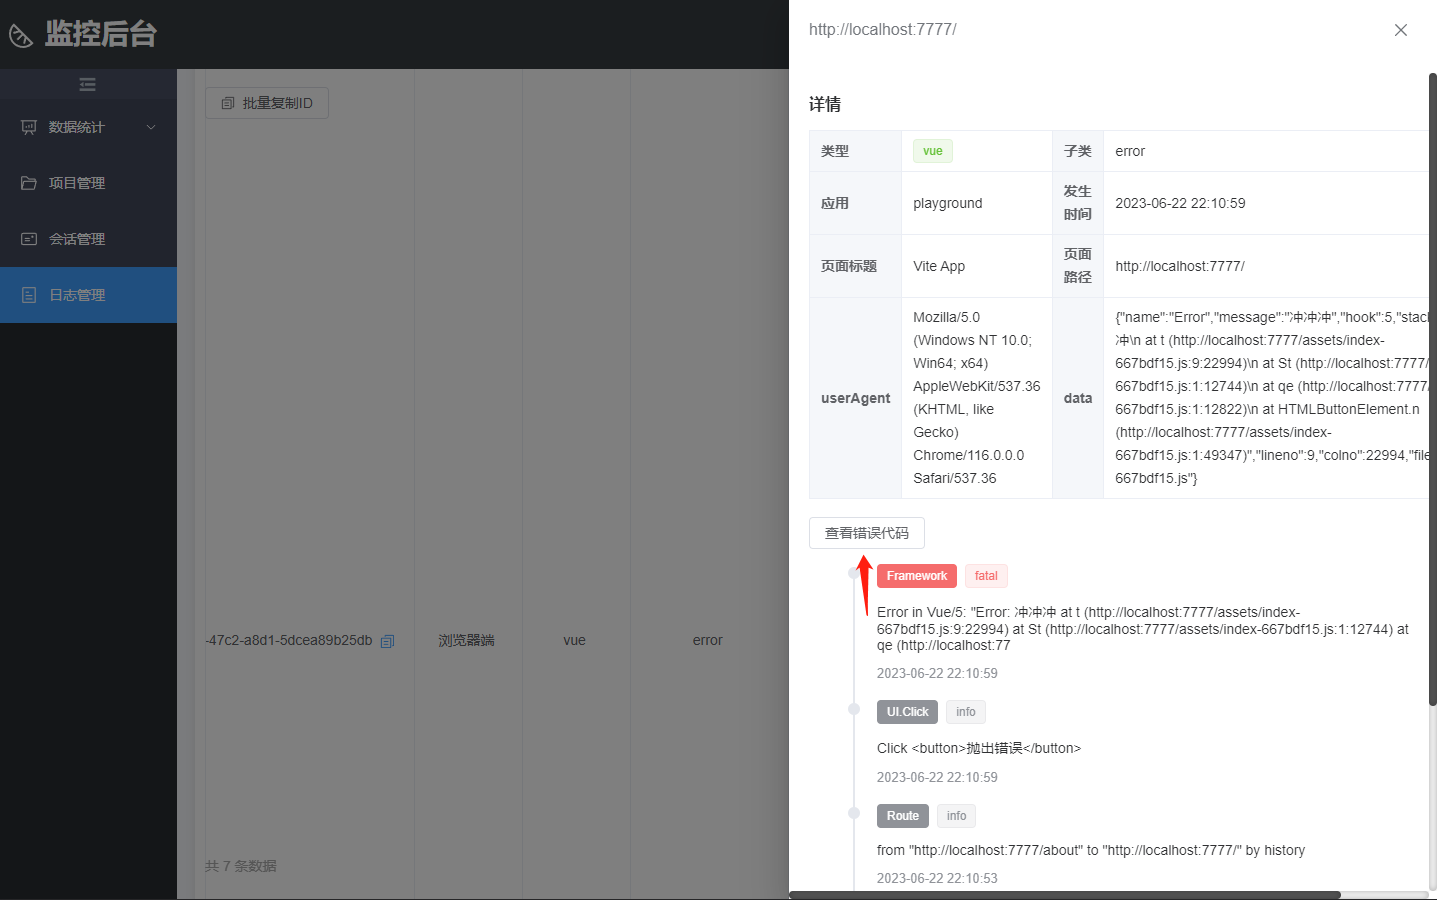 监控后台
数据统计
项目管理
会话管理
日志管理
批量复制ID
-47c2-a8d1-5dcea89b25db
浏览器端
vue
error
共 7 条数据
http://localhost:7777/
详情
类型
vue
子类
error
应用
playground
发生
时间
2023-06-22 22:10:59
页面标题
Vite App
页面
路径
http://localhost:7777/
userAgent
Mozilla/5.0
(Windows NT 10.0;
Win64; x64)
AppleWebKit/537.36
(KHTML, like
Gecko)
Chrome/116.0.0.0
Safari/537.36
data
{"name":"Error","message":"冲冲冲","hook":5,"stac
冲\n at t (http://localhost:7777/assets/index-
667bdf15.js:9:22994)\n at St (http://localhost:7777/
667bdf15.js:1:12744)\n at qe (http://localhost:7777
667bdf15.js:1:12822)\n at HTMLButtonElement.n
(http://localhost:7777/assets/index-
667bdf15.js:1:49347)","lineno":9,"colno":22994,"file
667bdf15.js"}
查看错误代码
Framework
fatal
Error in Vue/5: "Error: 冲冲冲 at t (http://localhost:7777/assets/index-
667bdf15.js:9:22994) at St (http://localhost:7777/assets/index-667bdf15.js:1:12744) at
qe (http://localhost:77
2023-06-22 22:10:59
UI.Click
info
Click <button>抛出错误</button>
2023-06-22 22:10:59
Route
info
from "http://localhost:7777/about" to "http://localhost:7777/" by history
2023-06-22 22:10:53